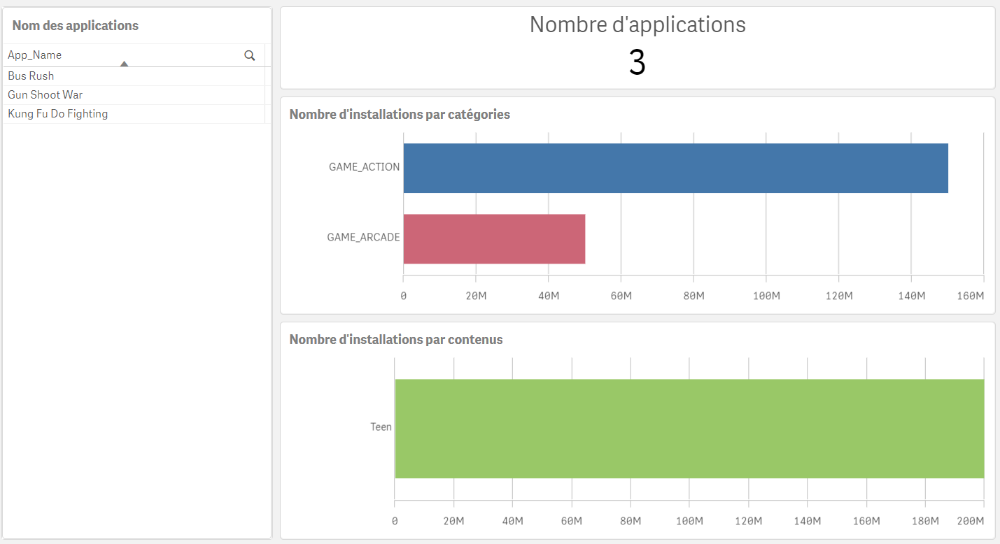 Nom des applications
App_Name
Bus Rush
Gun Shoot War
Kung Fu Do Fighting
Nombre d'applications
3
Nombre d'installations par catégories
GAME_ACTION
GAME_ARCADE
0 20M 40M 60M 80M 100M 120M 140M 160M
Nombre d'installations par contenus
Teen
0 20M 40M 60M 80M 100M 120M 140M 160M 180M 200M